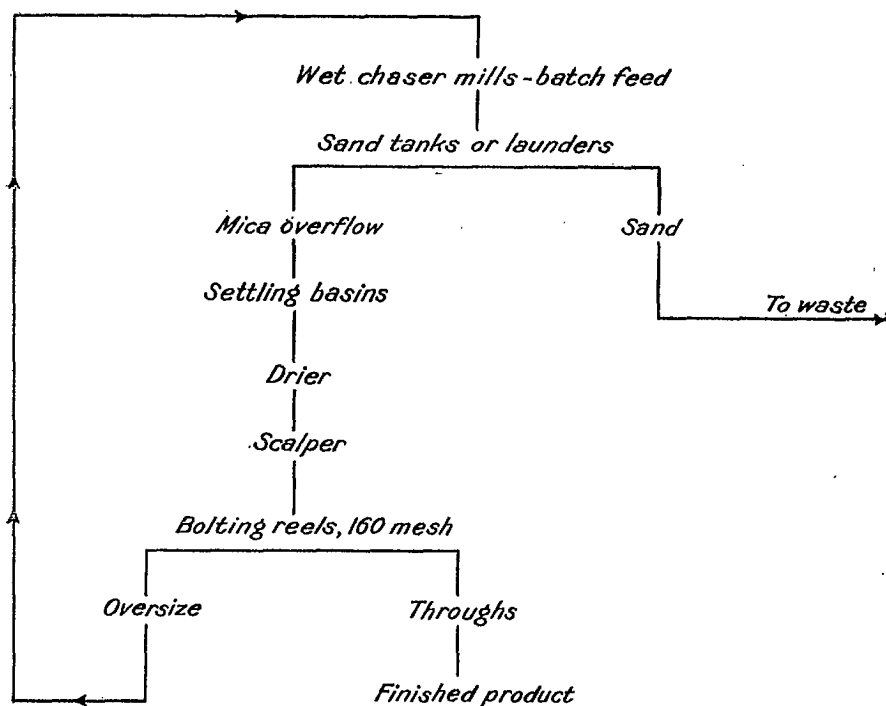 Wet chaser mills - batch feed
Sand tanks or launders
Mica overflow
Sand
Settling basins
To waste
Drier
Scalper
Bolting reels, 160 mesh
Oversize
Throughs
Finished product